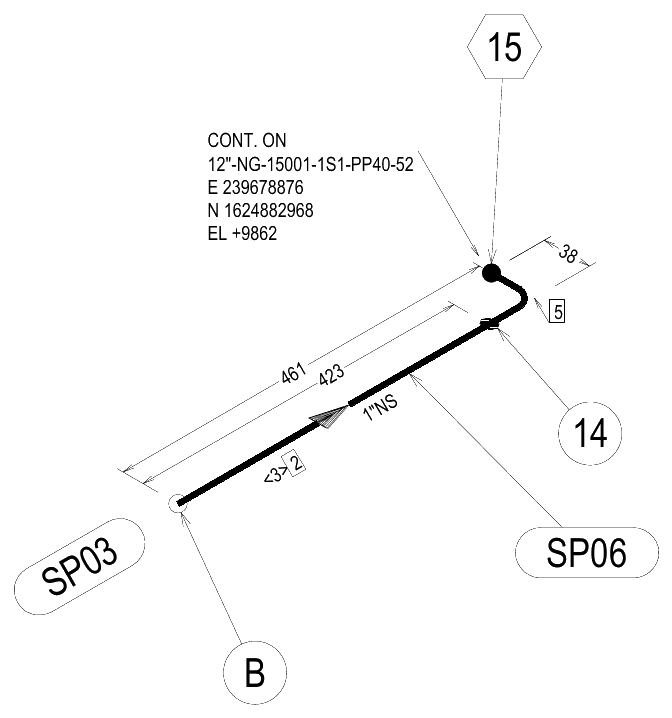 15
CONT. ON
12"-NG-15001-1S1-PP40-52
E 239678876
N 1624882968
EL +9862
38
5
461
423
1"NS
14
<3> 2
SP03
SP06
B